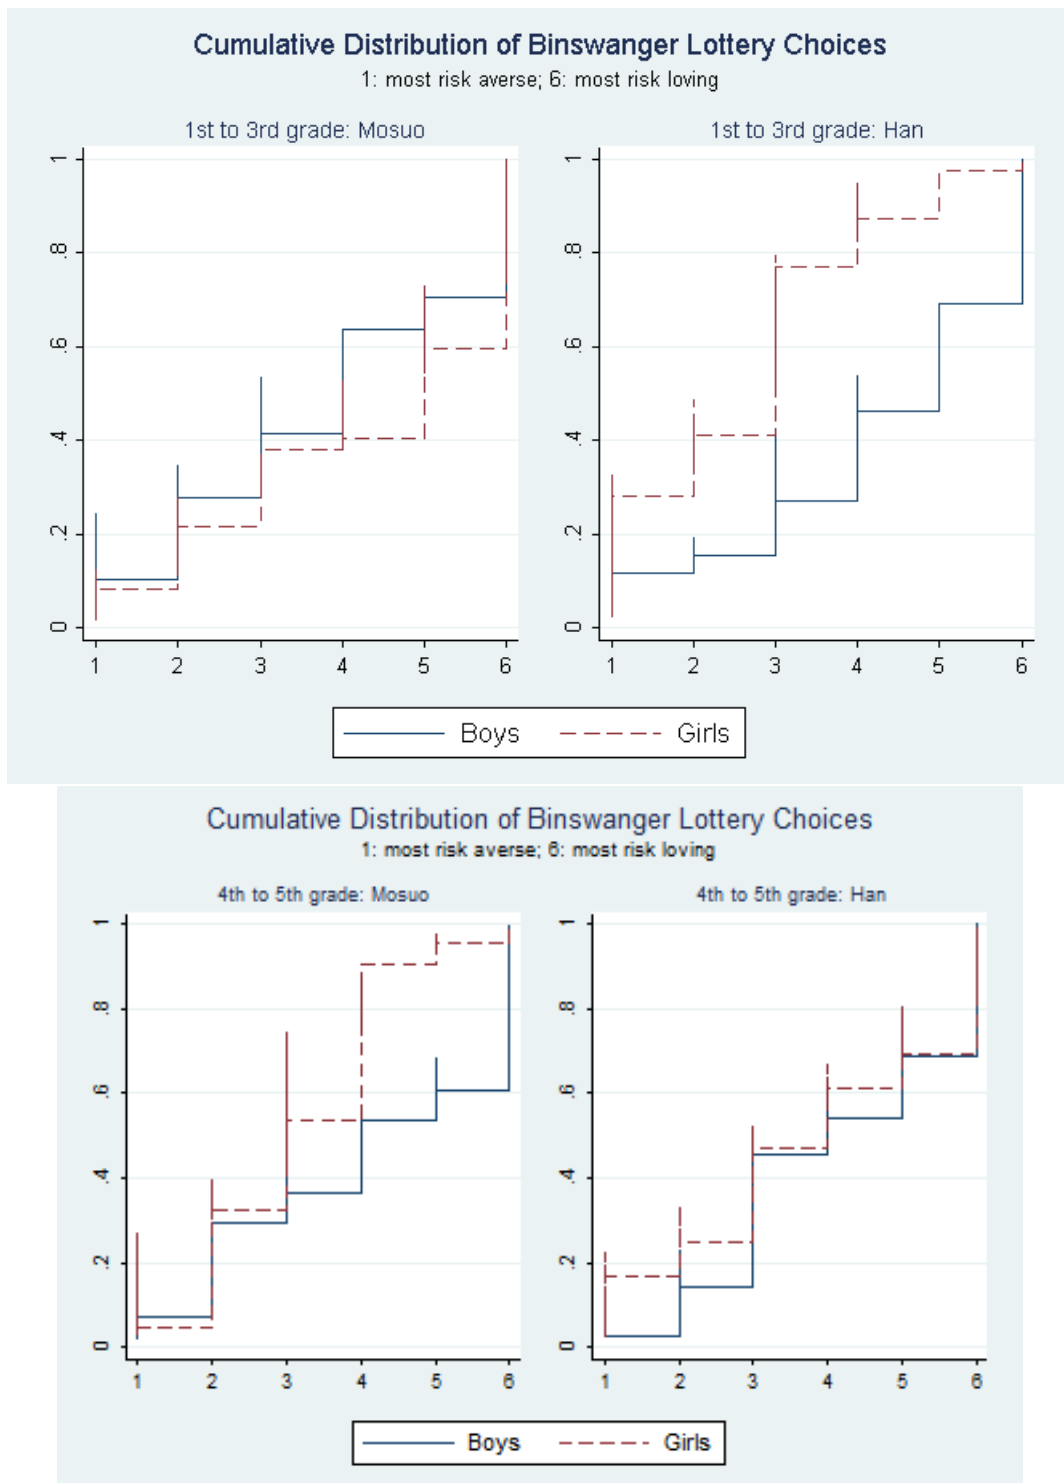 Cumulative Distribution of Binswanger Lottery Choices
1: most risk averse; 6: most risk loving
1st to 3rd grade: Mosuo
1st to 3rd grade: Han
1
.8
.6
.4
.2
0
1 2 3 4 5 6
1
.8
.6
.4
.2
0
1 2 3 4 5 6
Boys Girls
Cumulative Distribution of Binswanger Lottery Choices
1: most risk averse; 6: most risk loving
4th to 5th grade: Mosuo
4th to 5th grade: Han
1
.8
.6
.4
.2
0
1 2 3 4 5 6
1
.8
.6
.4
.2
0
1 2 3 4 5 6
Boys Girls